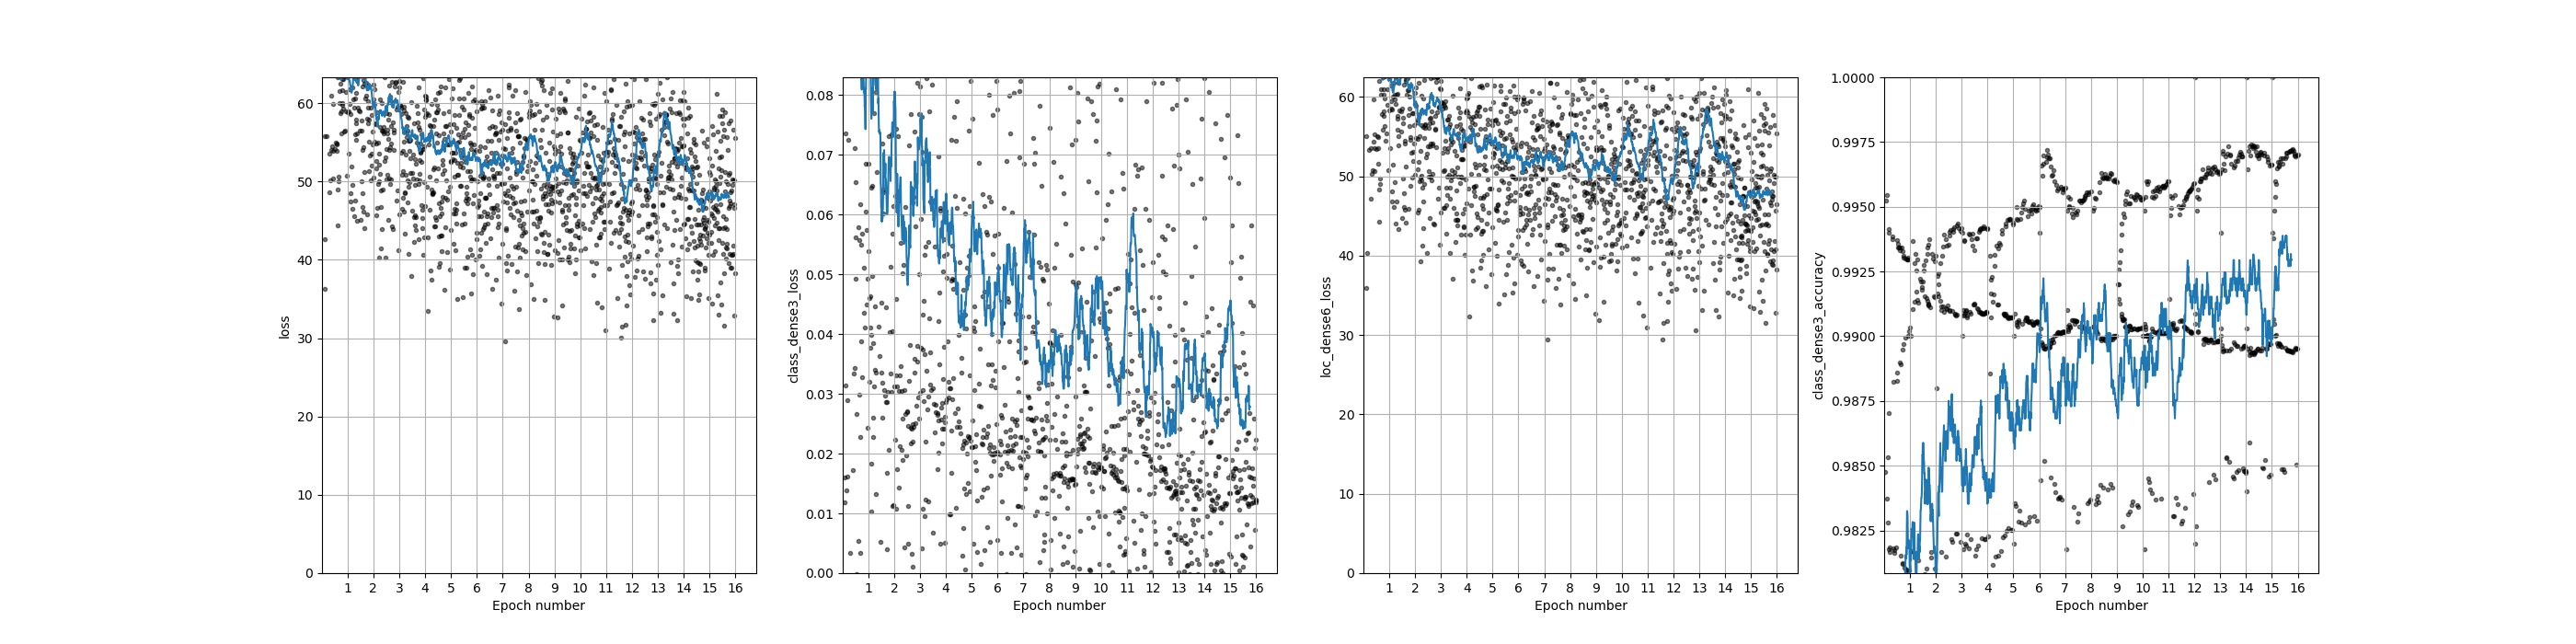 loss
60
50
40
30
20
10
0
1 2 3 4 5 6 7 8 9 10 11 12 13 14 15 16
Epoch number
class_dense3_loss
0.08
0.07
0.06
0.05
0.04
0.03
0.02
0.01
0.00
1 2 3 4 5 6 7 8 9 10 11 12 13 14 15 16
Epoch number
loc_dense6_loss
60
50
40
30
20
10
0
1 2 3 4 5 6 7 8 9 10 11 12 13 14 15 16
Epoch number
class_dense3_accuracy
1.0000
0.9975
0.9950
0.9925
0.9900
0.9875
0.9850
0.9825
1 2 3 4 5 6 7 8 9 10 11 12 13 14 15 16
Epoch number